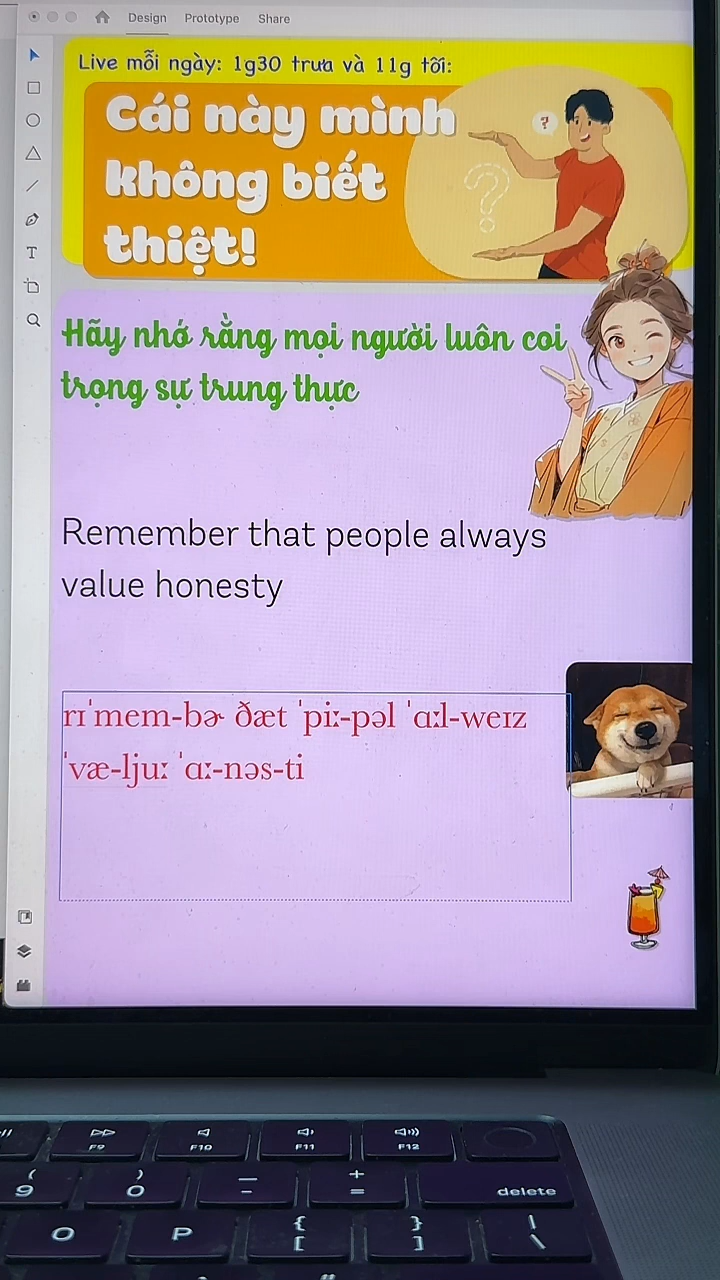 Design Prototype Share
Live mỗi ngày: 1g30 trưa và 11g tối:
Cái này mình
không biết
thiệt!
?
Hãy nhớ rằng mọi người luôn coi
trọng sự trung thực
Remember that people always
value honesty
rɪˈmem-bɚ ðæt ˈpiː-pəl ˈɑːl-weɪz
ˈvæ-ljuː ˈɑː-nəs-ti
T
F9 F10 F11 F12
( ) — +
9 0 - = delete
{ } |
O P [ ] \
"